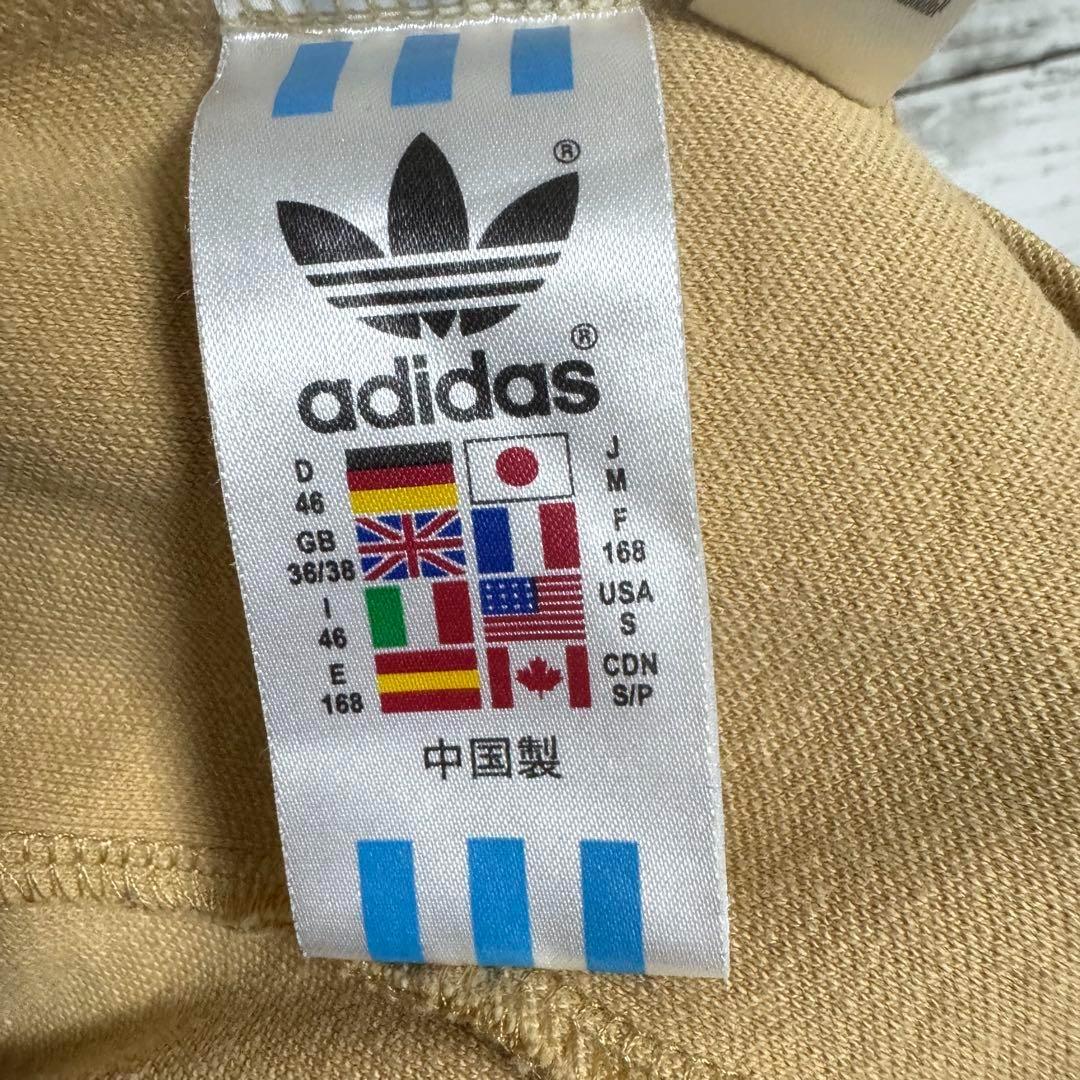 ®
adidas®
D
46
J
M
GB
36/38
F
168
I
46
USA
S
E
168
CDN
S/P
中国製